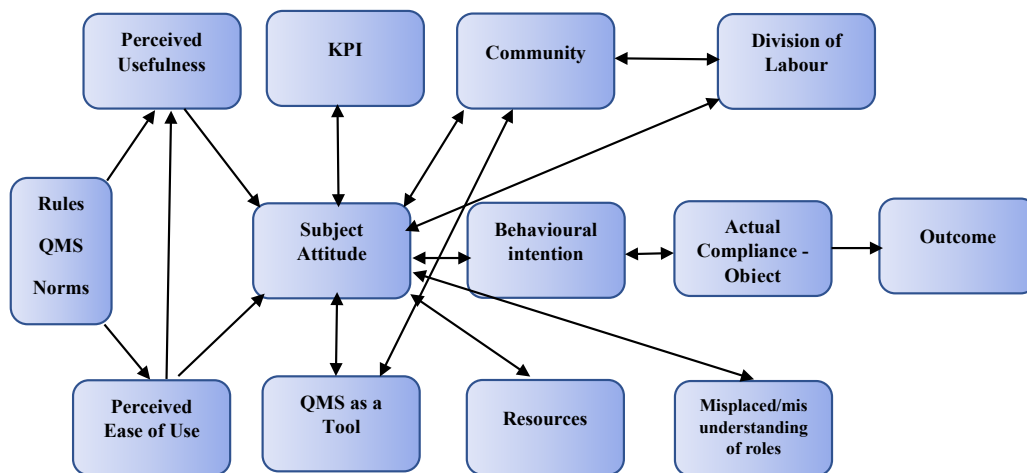 Perceived
Usefulness
KPI
Community
Division of
Labour
Rules
QMS
Norms
Subject
Attitude
Behavioural
intention
Actual
Compliance -
Object
Outcome
Perceived
Ease of Use
QMS as a
Tool
Resources
Misplaced/mis
understanding
of roles